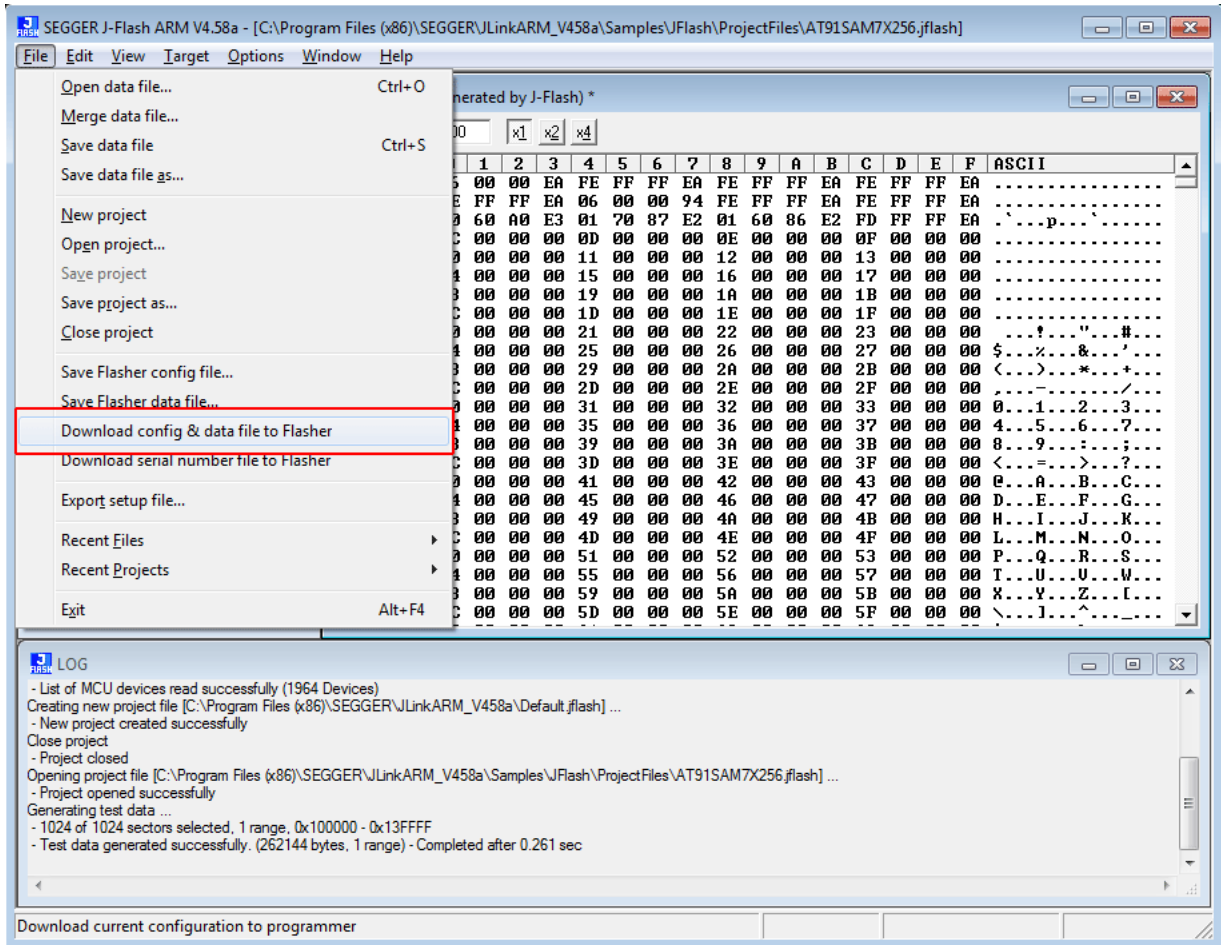 SEGGER J-Flash ARM V4.58a - [C:\Program Files (x86)\SEGGER\JLinkARM_V458a\Samples\JFlash\ProjectFiles\AT91SAM7X256.jflash]
File Edit View Target Options Window Help
Open data file... Ctrl+O
Merge data file...
Save data file Ctrl+S
Save data file as...
New project
Open project...
Save project
Save project as...
Close project
Save Flasher config file...
Save Flasher data file...
Download config & data file to Flasher
Download serial number file to Flasher
Export setup file...
Recent Files
Recent Projects
Exit Alt+F4
nerated by J-Flash) *
x1 x2 x4
1 2 3 4 5 6 7 8 9 A B C D E F ASCII
00 00 EA FE FF FF EA FE FF FF EA FE FF FF EA ................
FF FF EA 06 00 00 94 FE FF FF EA FE FF FF EA ................
60 A0 E3 01 70 87 E2 01 60 86 E2 FD FF FF EA .`...p...`......
00 00 00 0D 00 00 00 0E 00 00 00 0F 00 00 00 ................
00 00 00 11 00 00 00 12 00 00 00 13 00 00 00 ................
00 00 00 15 00 00 00 16 00 00 00 17 00 00 00 ................
00 00 00 19 00 00 00 1A 00 00 00 1B 00 00 00 ................
00 00 00 1D 00 00 00 1E 00 00 00 1F 00 00 00 ................
00 00 00 21 00 00 00 22 00 00 00 23 00 00 00 ...!..."...#...
00 00 00 25 00 00 00 26 00 00 00 27 00 00 00 $...%...&...'...
00 00 00 29 00 00 00 2A 00 00 00 2B 00 00 00 (...)...*...+...
00 00 00 2D 00 00 00 2E 00 00 00 2F 00 00 00 ,...-......./...
00 00 00 31 00 00 00 32 00 00 00 33 00 00 00 0...1...2...3...
00 00 00 35 00 00 00 36 00 00 00 37 00 00 00 4...5...6...7...
00 00 00 39 00 00 00 3A 00 00 00 3B 00 00 00 8...9...:...;...
00 00 00 3D 00 00 00 3E 00 00 00 3F 00 00 00 <...=...>...?...
00 00 00 41 00 00 00 42 00 00 00 43 00 00 00 @...A...B...C...
00 00 00 45 00 00 00 46 00 00 00 47 00 00 00 D...E...F...G...
00 00 00 49 00 00 00 4A 00 00 00 4B 00 00 00 H...I...J...K...
00 00 00 4D 00 00 00 4E 00 00 00 4F 00 00 00 L...M...N...O...
00 00 00 51 00 00 00 52 00 00 00 53 00 00 00 P...Q...R...S...
00 00 00 55 00 00 00 56 00 00 00 57 00 00 00 T...U...V...W...
00 00 00 59 00 00 00 5A 00 00 00 5B 00 00 00 X...Y...Z...[...
00 00 00 5D 00 00 00 5E 00 00 00 5F 00 00 00 \...]...^..._...
LOG
- List of MCU devices read successfully (1964 Devices)
Creating new project file [C:\Program Files (x86)\SEGGER\JLinkARM_V458a\Default.jflash] ...
- New project created successfully
Close project
- Project closed
Opening project file [C:\Program Files (x86)\SEGGER\JLinkARM_V458a\Samples\JFlash\ProjectFiles\AT91SAM7X256.jflash] ...
- Project opened successfully
Generating test data ...
- 1024 of 1024 sectors selected, 1 range, 0x100000 - 0x13FFFF
- Test data generated successfully. (262144 bytes, 1 range) - Completed after 0.261 sec
Download current configuration to programmer